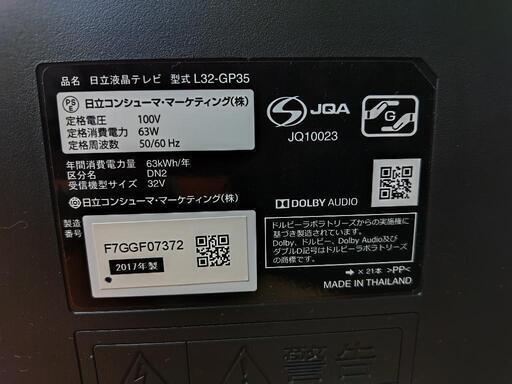 品名 日立液晶テレビ 型式 L32-GP35
PS
E
日立コンシューマ・マーケティング(株)
定格電圧 100V
定格消費電力 63W
定格周波数 50/60 Hz
JQA
JQ10023
G
年間消費電力量 63kWh/年
区分名 DN2
受信機型サイズ 32V
日立コンシューマ・マーケティング(株)
製造
番号
F7GGF07372
2017年製
DOLBY AUDIO
ドルビーラボラトリーズからの実施権に
基づき製造されています。
Dolby、ドルビー、Dolby Audio及び
ダブルD記号はドルビーラボラトリーズ
の商標です。
→ × 21本 >PP<
MADE IN THAILAND
警告